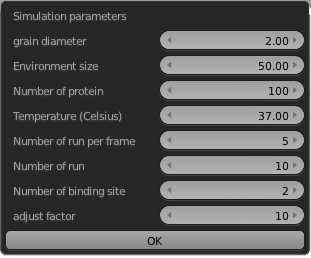 Simulation parameters
grain diameter 2.00
Environment size 50.00
Number of protein 100
Temperature (Celsius) 37.00
Number of run per frame 5
Number of run 10
Number of binding site 2
adjust factor 10
OK